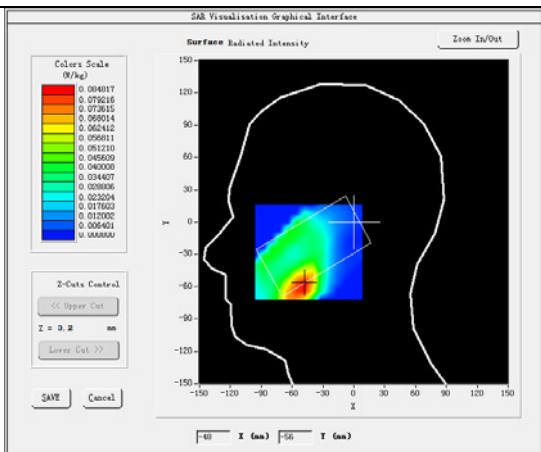 SAR Visualisation Graphical Interface
Surface Radiated Intensity
Zoom In/Out
Colors Scale
(W/kg)
0.084817
0.079216
0.073615
0.068014
0.062412
0.056811
0.051210
0.045609
0.040008
0.034407
0.028806
0.023204
0.017603
0.012002
0.006401
0.000000
150
120
90
60
30
0
-30
-60
-90
-120
-150
Y
-150 -120 -90 -60 -30 0 30 60 90 120 150
X
Z-Cuts Control
<< Upper Cut
Z = 3.2 mm
Lower Cut >>
SAVE Cancel
-48 X (mm) -56 Y (mm)